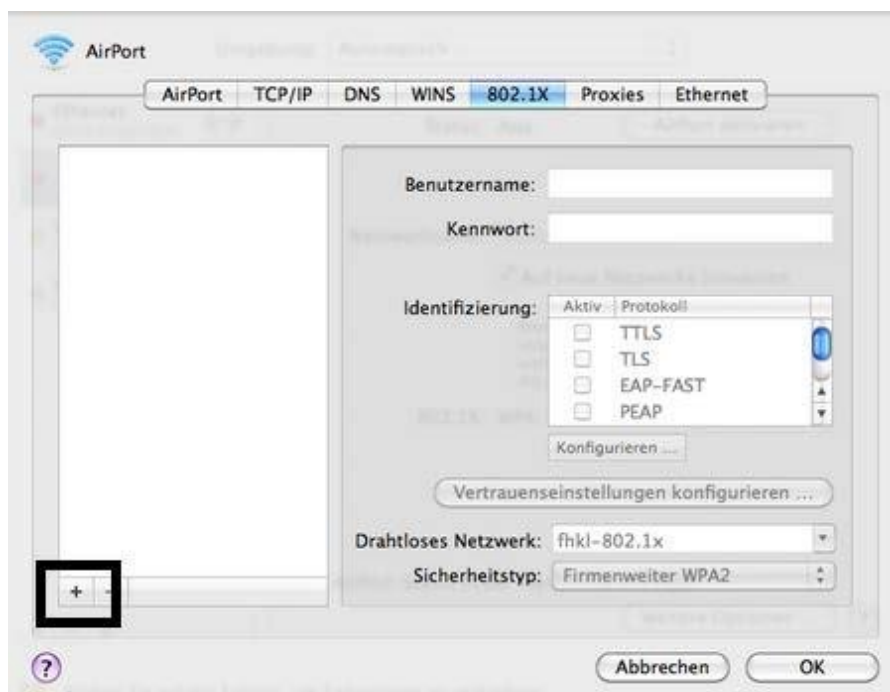 AirPort
AirPort TCP/IP DNS WINS 802.1X Proxies Ethernet
Benutzername:
Kennwort:
Identifizierung:
Aktiv Protokoll
TTLS
TLS
EAP-FAST
PEAP
Konfigurieren ...
Vertrauenseinstellungen konfigurieren ...
Drahtloses Netzwerk: fhkl-802.1x
Sicherheitstyp: Firmenweiter WPA2
+ -
? Abbrechen OK